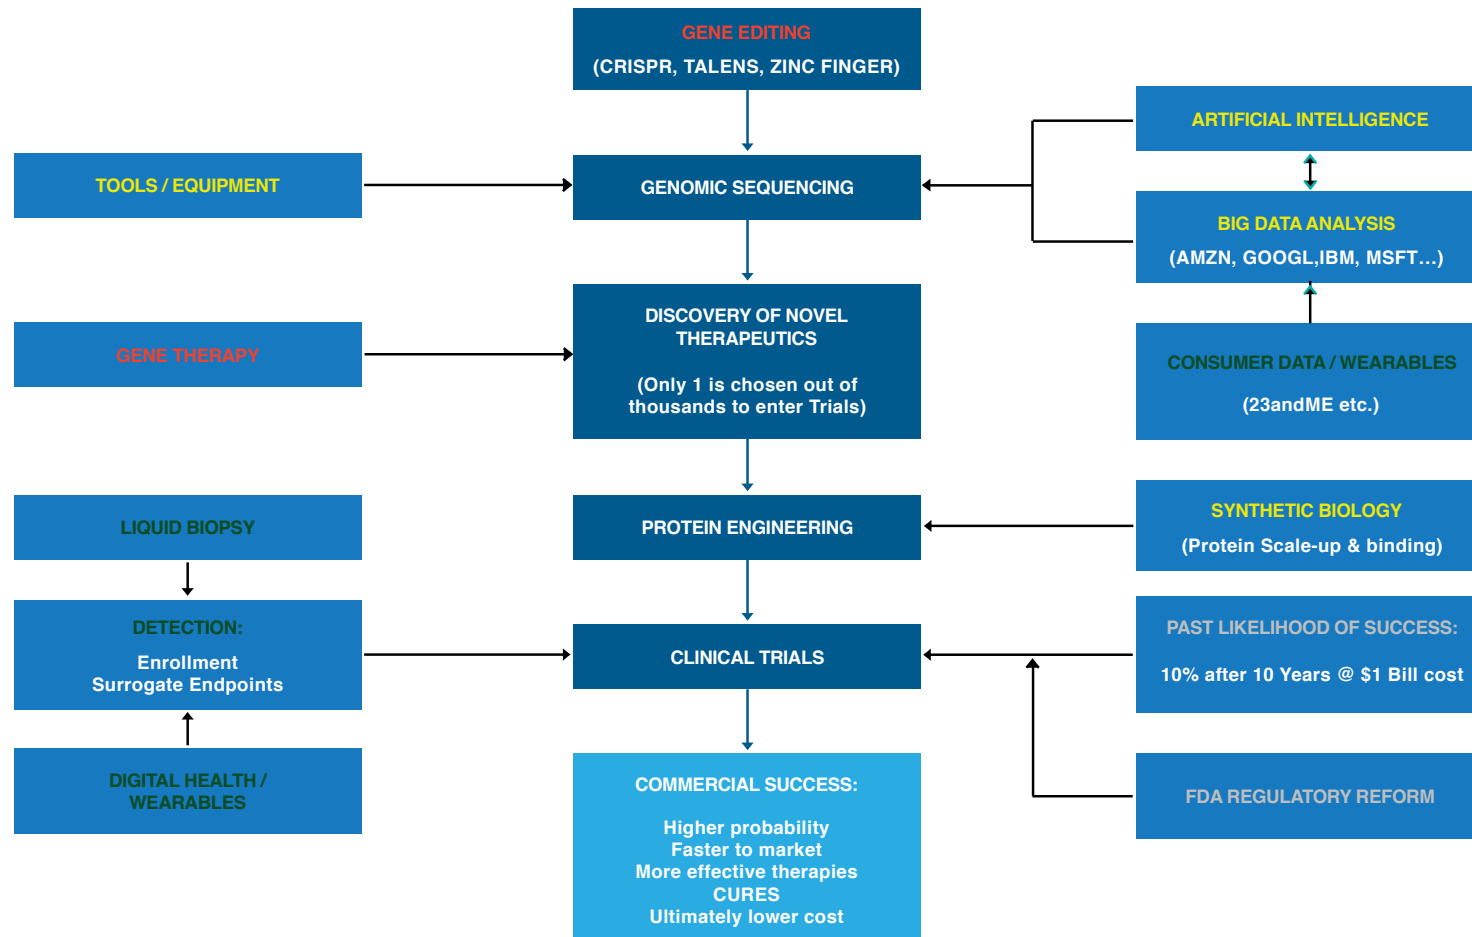 GENE EDITING
(CRISPR, TALENS, ZINC FINGER)
ARTIFICIAL INTELLIGENCE
TOOLS / EQUIPMENT
GENOMIC SEQUENCING
BIG DATA ANALYSIS
(AMZN, GOOGL,IBM, MSFT...)
DISCOVERY OF NOVEL
THERAPEUTICS
(Only 1 is chosen out of
thousands to enter Trials)
GENE THERAPY
CONSUMER DATA / WEARABLES
(23andME etc.)
LIQUID BIOPSY
PROTEIN ENGINEERING
SYNTHETIC BIOLOGY
(Protein Scale-up & binding)
DETECTION:
Enrollment
Surrogate Endpoints
CLINICAL TRIALS
PAST LIKELIHOOD OF SUCCESS:
10% after 10 Years @ $1 Bill cost
DIGITAL HEALTH /
WEARABLES
COMMERCIAL SUCCESS:
Higher probability
Faster to market
More effective therapies
CURES
Ultimately lower cost
FDA REGULATORY REFORM